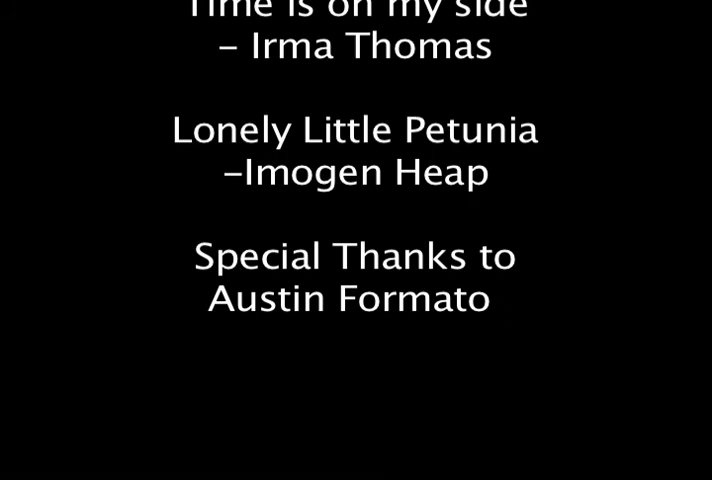 Time is on my side
- Irma Thomas
Lonely Little Petunia
-Imogen Heap
Special Thanks to
Austin Formato